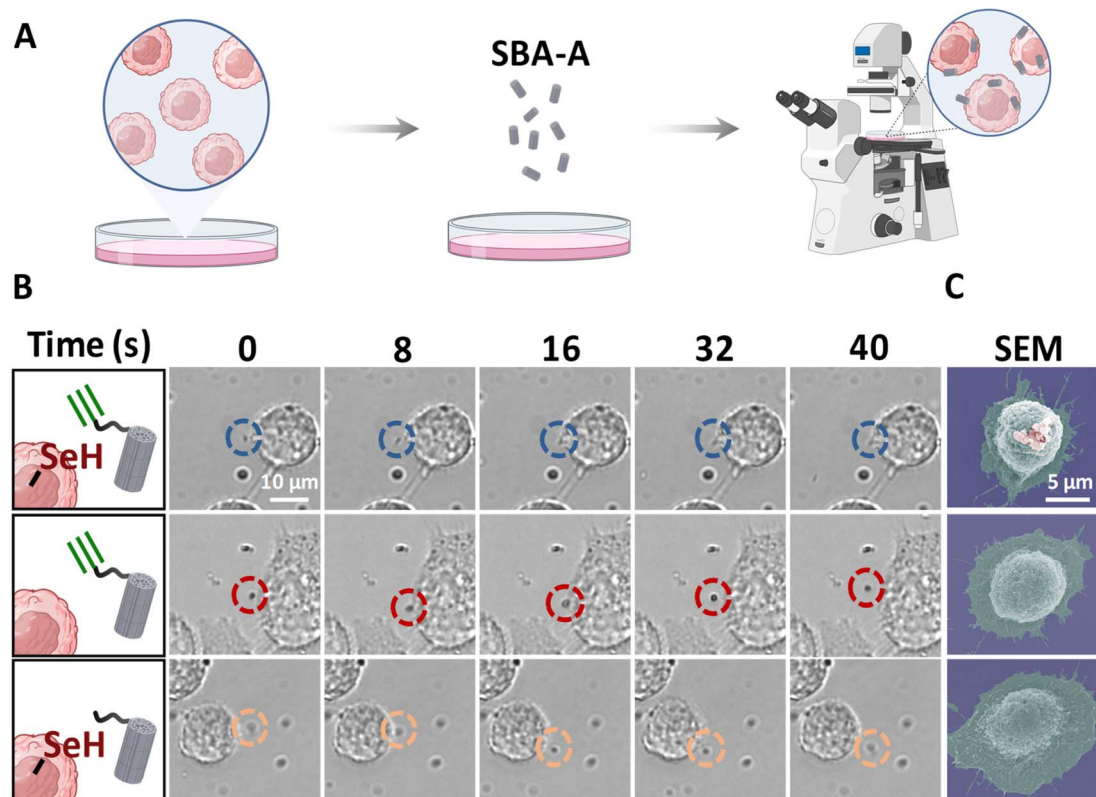 A
SBA-A
B
C
Time (s) 0 8 16 32 40 SEM
SeH
10 μm
5 μm
SeH